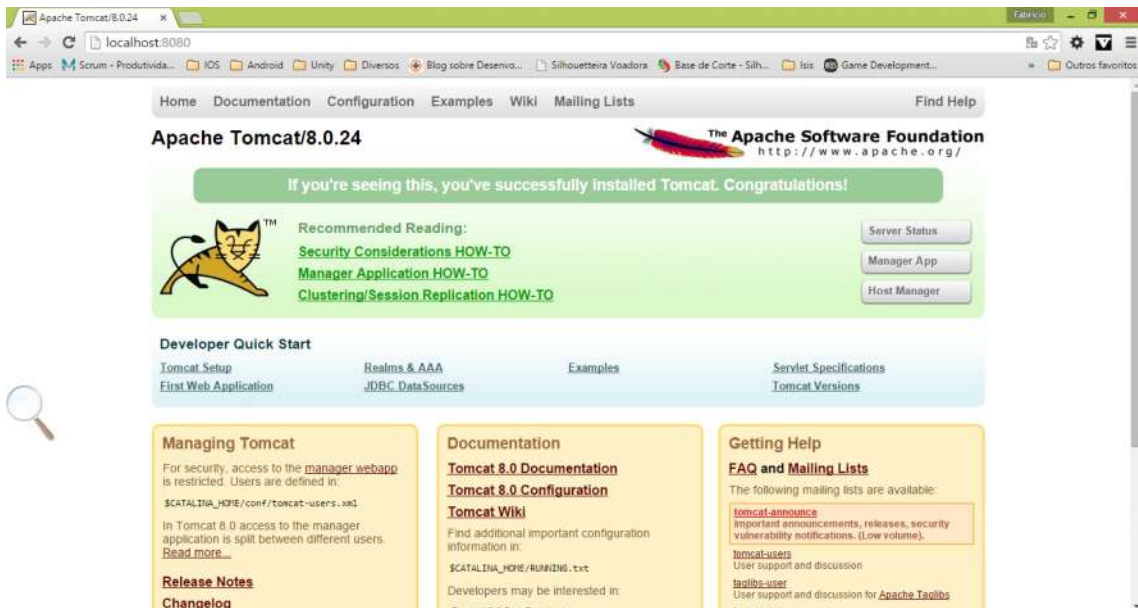 Apache Tomcat/8.0.24
Fabricio
localhost:8080
Apps Scrum - Produtivida... IOS Android Unity Diversos Blog sobre Desenvo... Silhouetteira Voadora Base de Corte - Silh... Isis Game Development... » Outros favoritos
Home Documentation Configuration Examples Wiki Mailing Lists Find Help
Apache Tomcat/8.0.24
The Apache Software Foundation
http://www.apache.org/
If you're seeing this, you've successfully installed Tomcat. Congratulations!
TM
Recommended Reading:
Security Considerations HOW-TO
Manager Application HOW-TO
Clustering/Session Replication HOW-TO
Server Status
Manager App
Host Manager
Developer Quick Start
Tomcat Setup
First Web Application
Realms & AAA
JDBC DataSources
Examples
Servlet Specifications
Tomcat Versions
Managing Tomcat
For security, access to the manager webapp
is restricted. Users are defined in:
$CATALINA_HOME/conf/tomcat-users.xml
In Tomcat 8.0 access to the manager
application is split between different users.
Read more...
Release Notes
Changelog
Documentation
Tomcat 8.0 Documentation
Tomcat 8.0 Configuration
Tomcat Wiki
Find additional important configuration
information in:
$CATALINA_HOME/RUNNING.txt
Developers may be interested in:
Getting Help
FAQ and Mailing Lists
The following mailing lists are available:
tomcat-announce
Important announcements, releases, security
vulnerability notifications. (Low volume).
tomcat-users
User support and discussion
taglibs-user
User support and discussion for Apache Taglibs